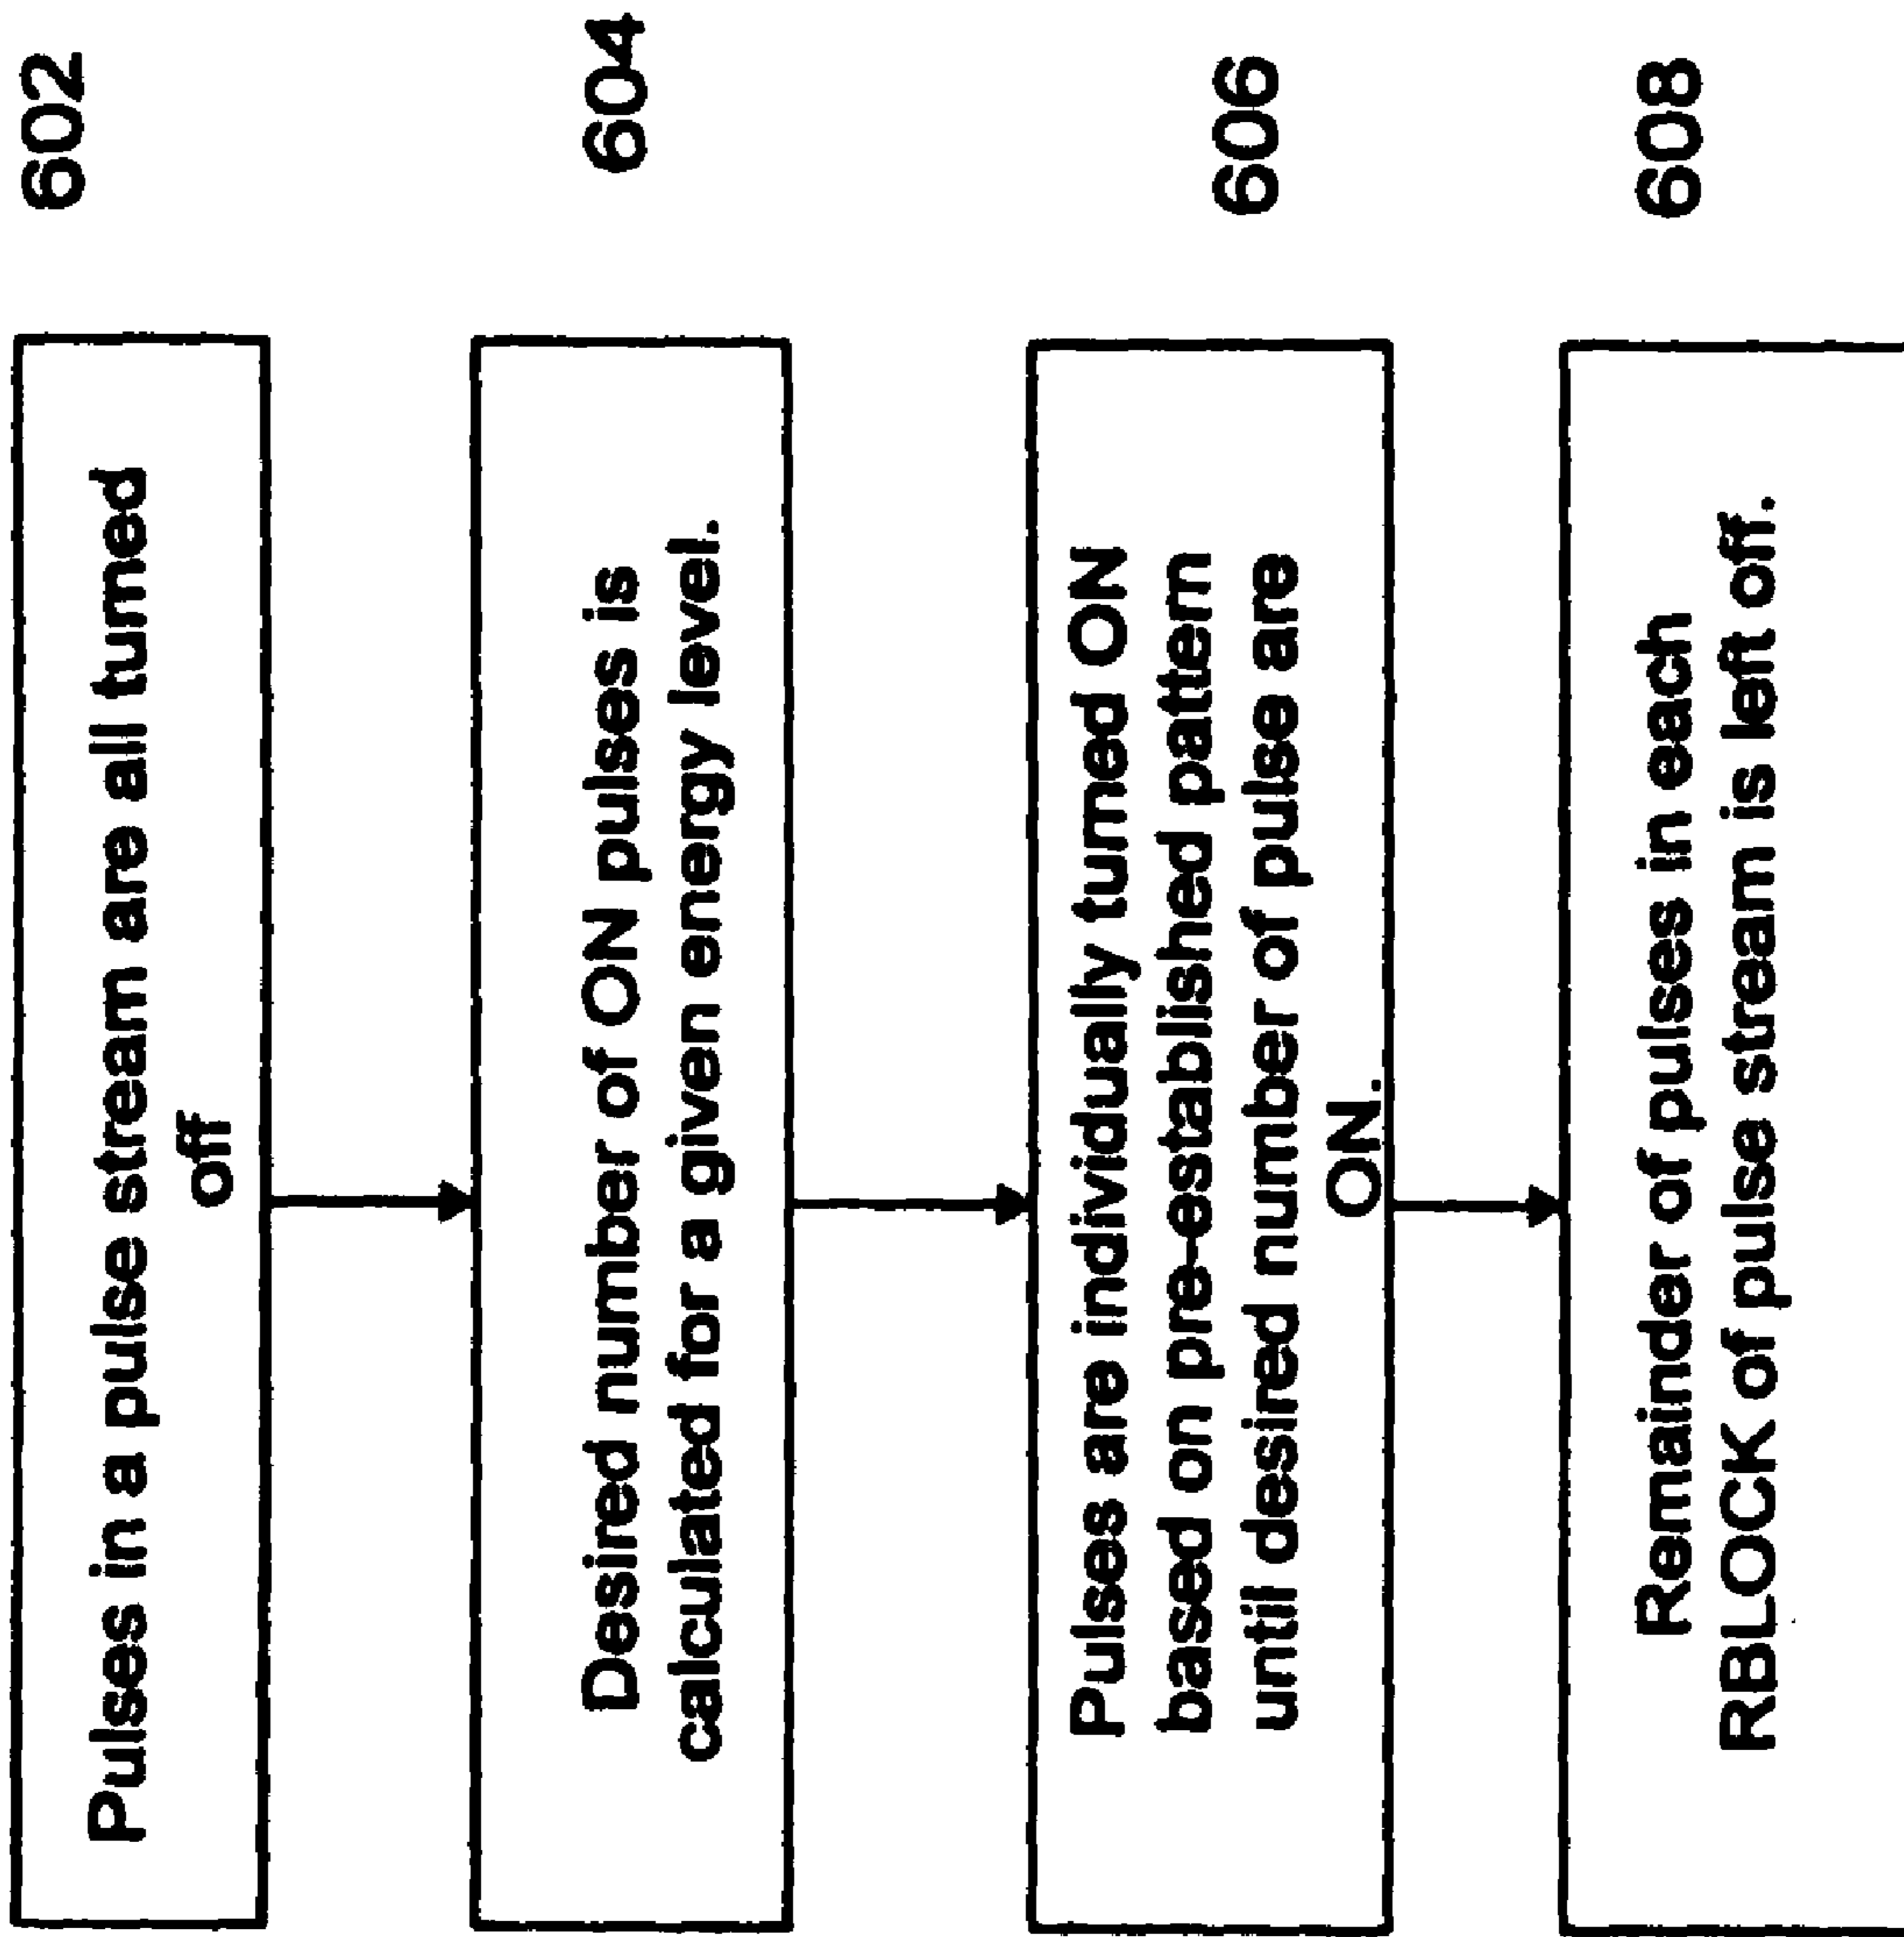 Pulses in a pulse stream are all turned
off
602
Desired number of ON pulses is
calculated for a given energy level.
604
Pulses are individually turned ON
based on pre-established pattern
until desired number of pulse are
ON.
606
Remainder of pulses in each
RBLOCK of pulse stream is left off.
608